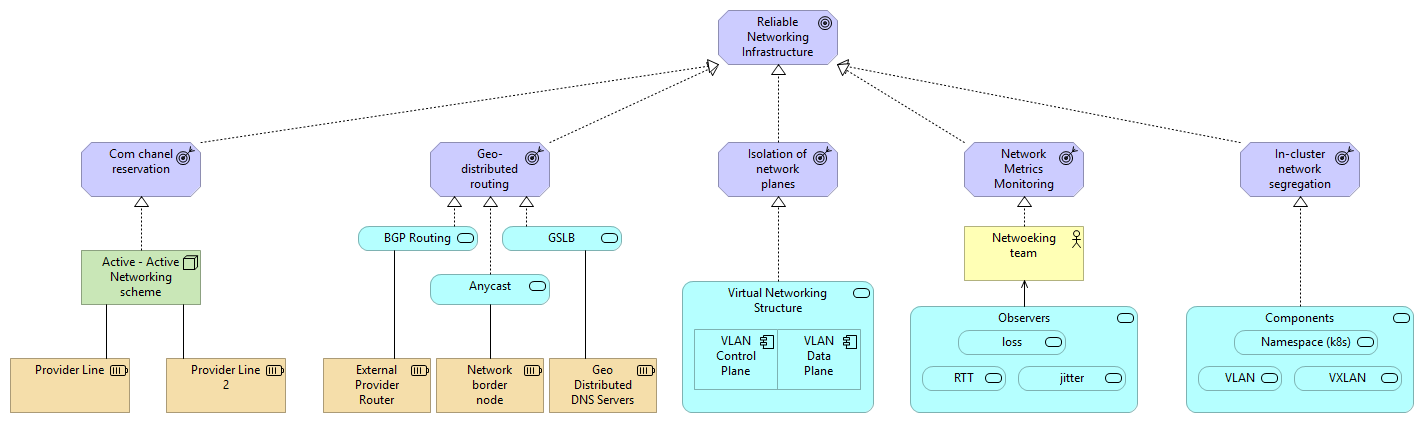 Reliable
Networking
Infrastructure
Com chanel
reservation
Geo-
distributed
routing
Isolation of
network
planes
Network
Metrics
Monitoring
In-cluster
network
segregation
Active - Active
Networking
scheme
BGP Routing
GSLB
Anycast
Netwoeking
team
Virtual Networking
Structure
VLAN
Control
Plane
VLAN
Data
Plane
Observers
loss
RTT
jitter
Components
Namespace (k8s)
VLAN
VXLAN
Provider Line
Provider Line
2
External
Provider
Router
Network
border
node
Geo
Distributed
DNS Servers